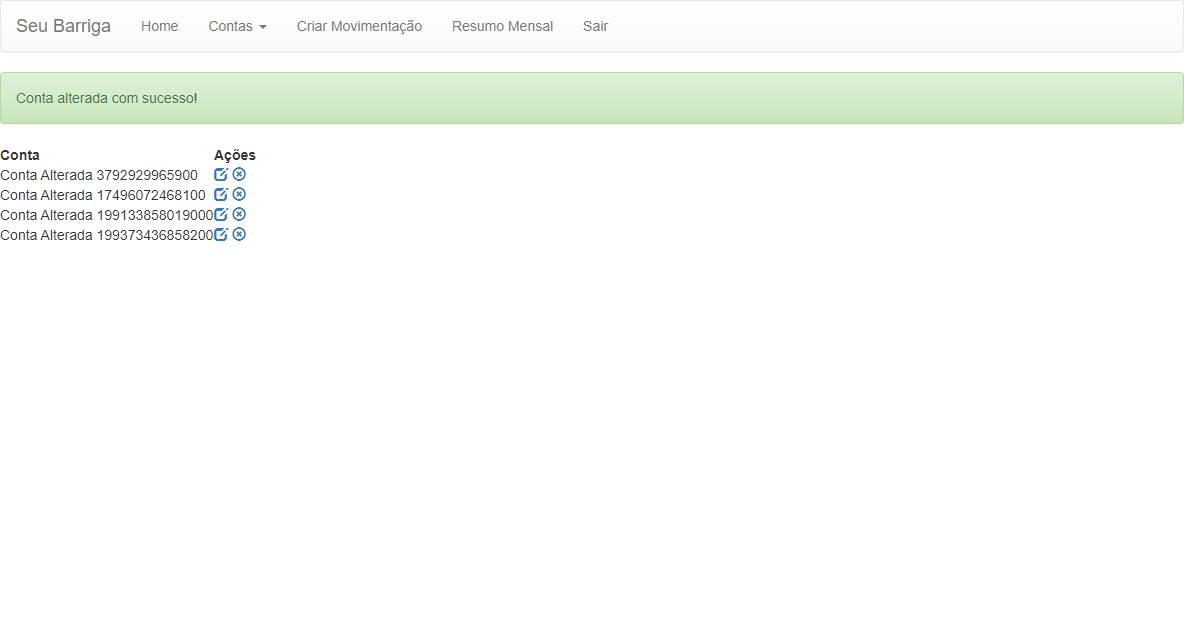 Seu Barriga Home Contas Criar Movimentação Resumo Mensal Sair
Conta alterada com sucesso!
Conta Ações
Conta Alterada 3792929965900
Conta Alterada 17496072468100
Conta Alterada 199133858019000
Conta Alterada 199373436858200